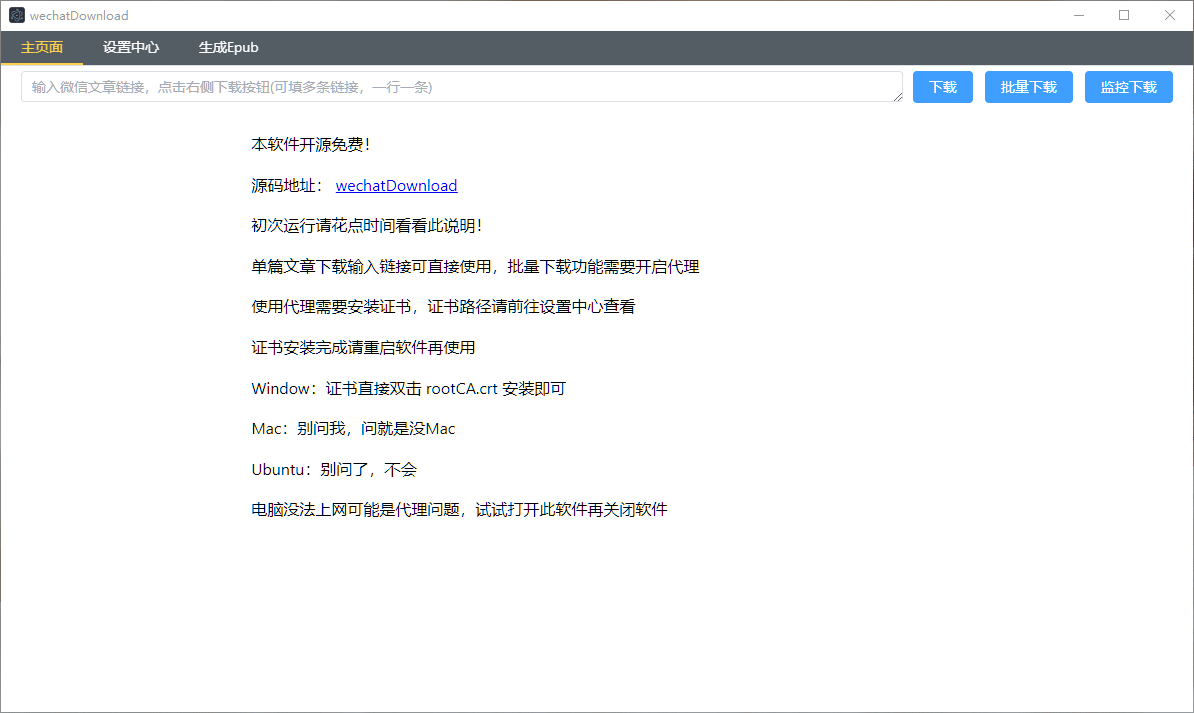 wechatDownload
主页面 设置中心 生成Epub
输入微信文章链接，点击右侧下载按钮(可填多条链接，一行一条) 下载 批量下载 监控下载
本软件开源免费！
源码地址： wechatDownload
初次运行请花点时间看看此说明！
单篇文章下载输入链接可直接使用，批量下载功能需要开启代理
使用代理需要安装证书，证书路径请前往设置中心查看
证书安装完成请重启软件再使用
Window：证书直接双击 rootCA.crt 安装即可
Mac：别问我，问就是没Mac
Ubuntu：别问了，不会
电脑没法上网可能是代理问题，试试打开此软件再关闭软件